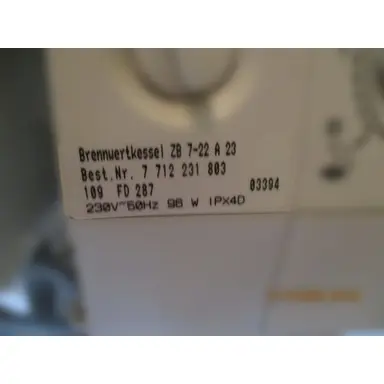 Brennwertkessel ZB 7-22 A 23
Best.Nr. 7 712 231 803
109 FD 287 03394
230V~50Hz 96 W IPX4D